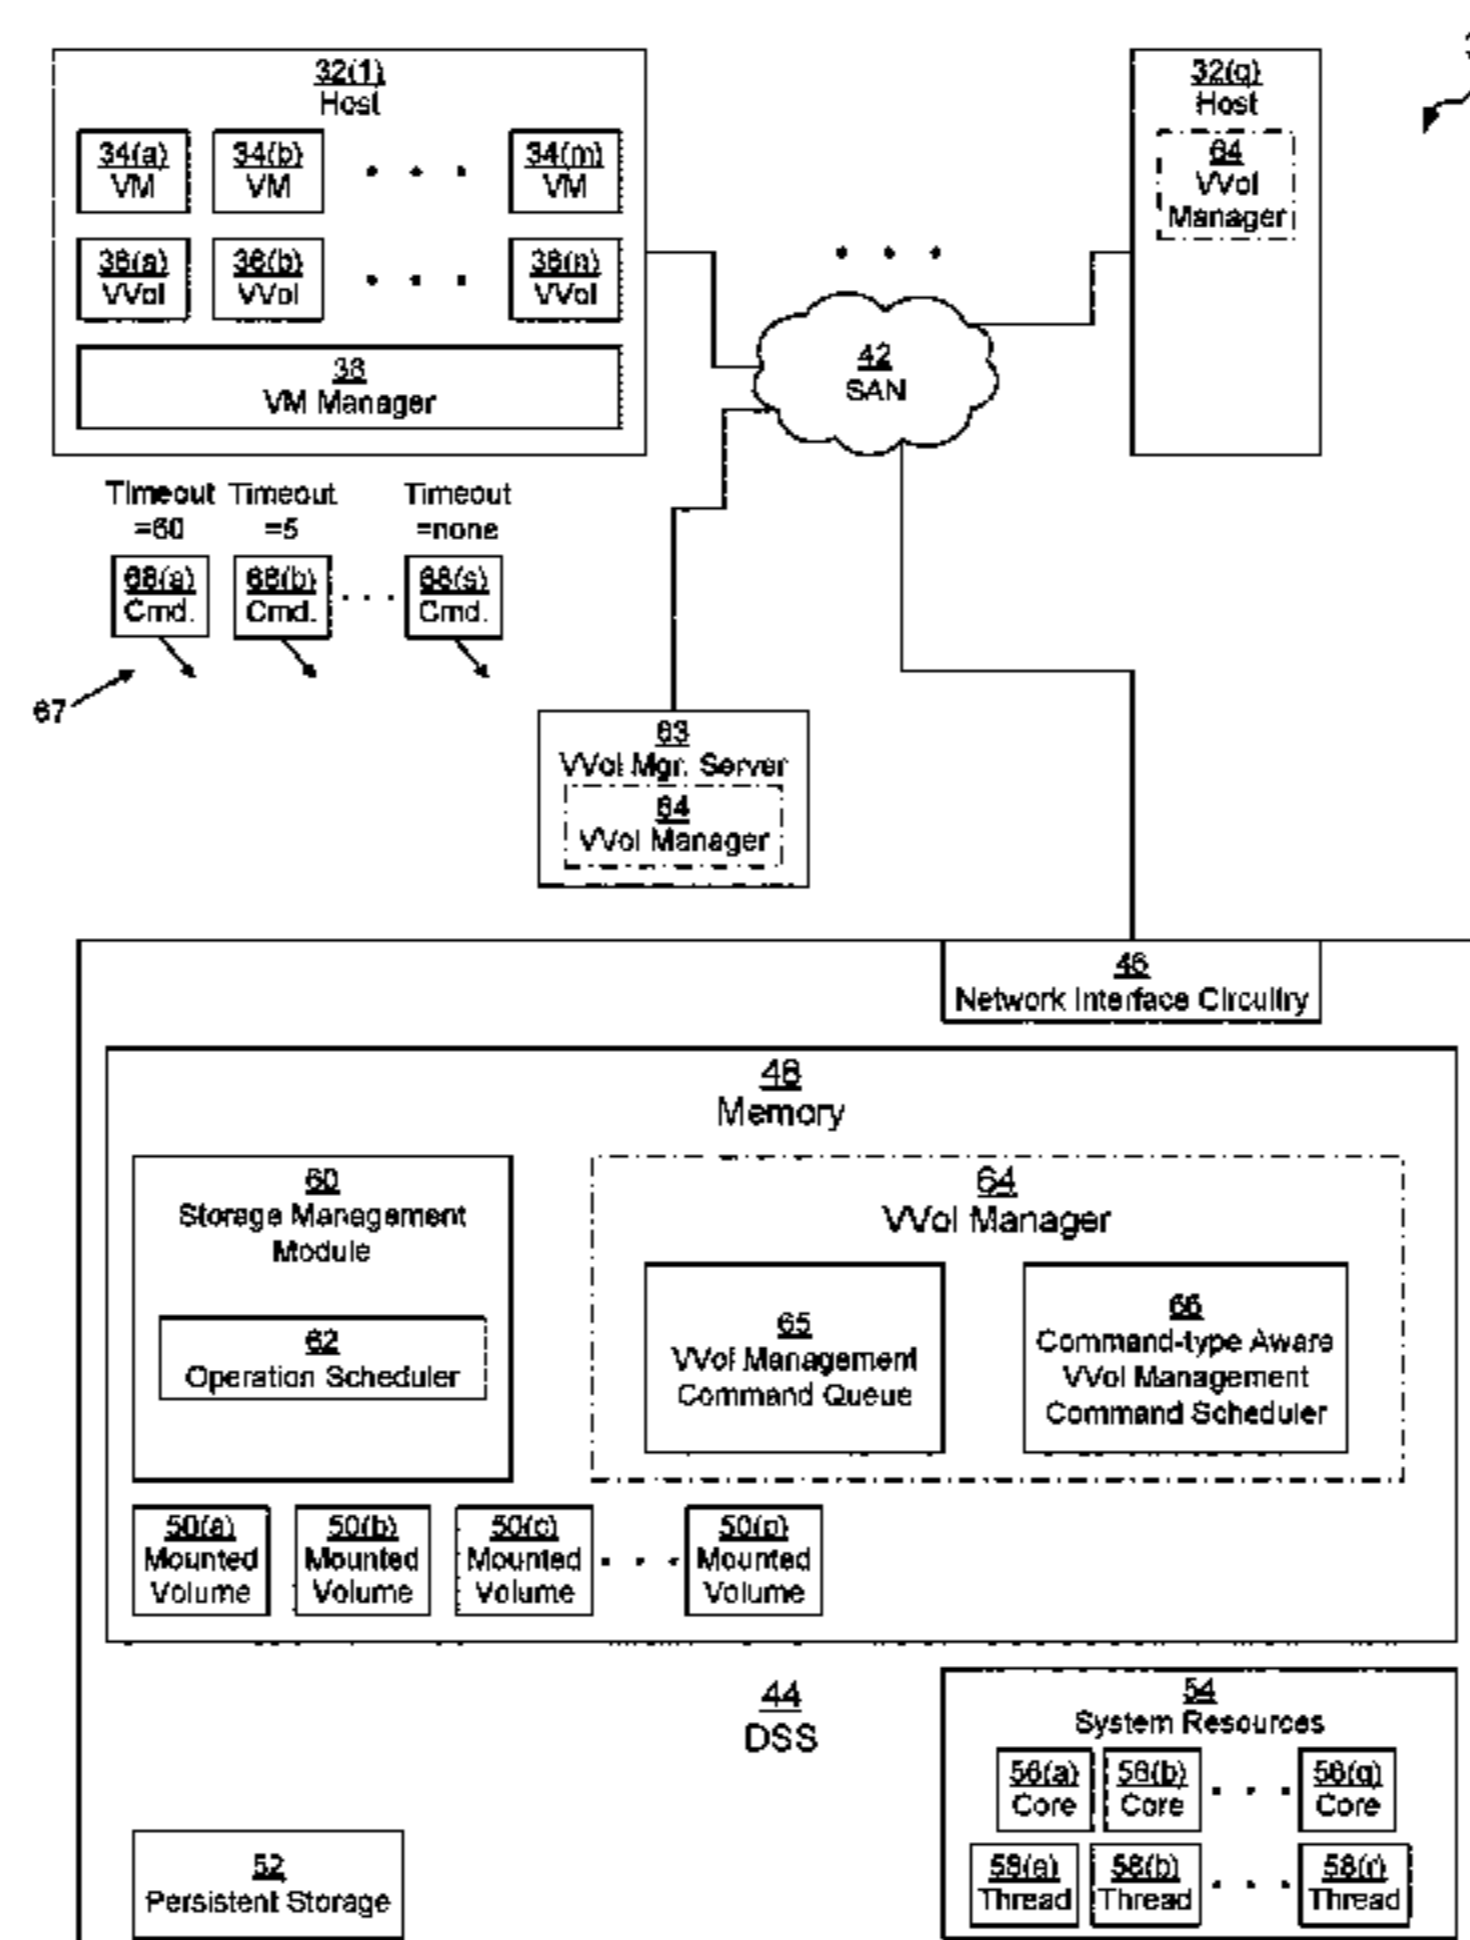 32(1)
Host
34(a)
VM
34(b)
VM
34(m)
VM
36(a)
VVol
36(b)
VVol
36(n)
VVol
38
VM Manager
32(q)
Host
64
VVol
Manager
42
SAN
Timeout
=60
Timeout
=5
Timeout
=none
68(a)
Cmd.
68(b)
Cmd.
68(s)
Cmd.
67
63
VVol Mgr. Server
64
VVol Manager
46
Network Interface Circuitry
48
Memory
60
Storage Management
Module
62
Operation Scheduler
64
VVol Manager
65
VVol Management
Command Queue
66
Command-type Aware
VVol Management
Command Scheduler
50(a)
Mounted
Volume
50(b)
Mounted
Volume
50(c)
Mounted
Volume
50(p)
Mounted
Volume
44
DSS
54
System Resources
56(a)
Core
56(b)
Core
56(q)
Core
58(a)
Thread
58(b)
Thread
58(r)
Thread
52
Persistent Storage